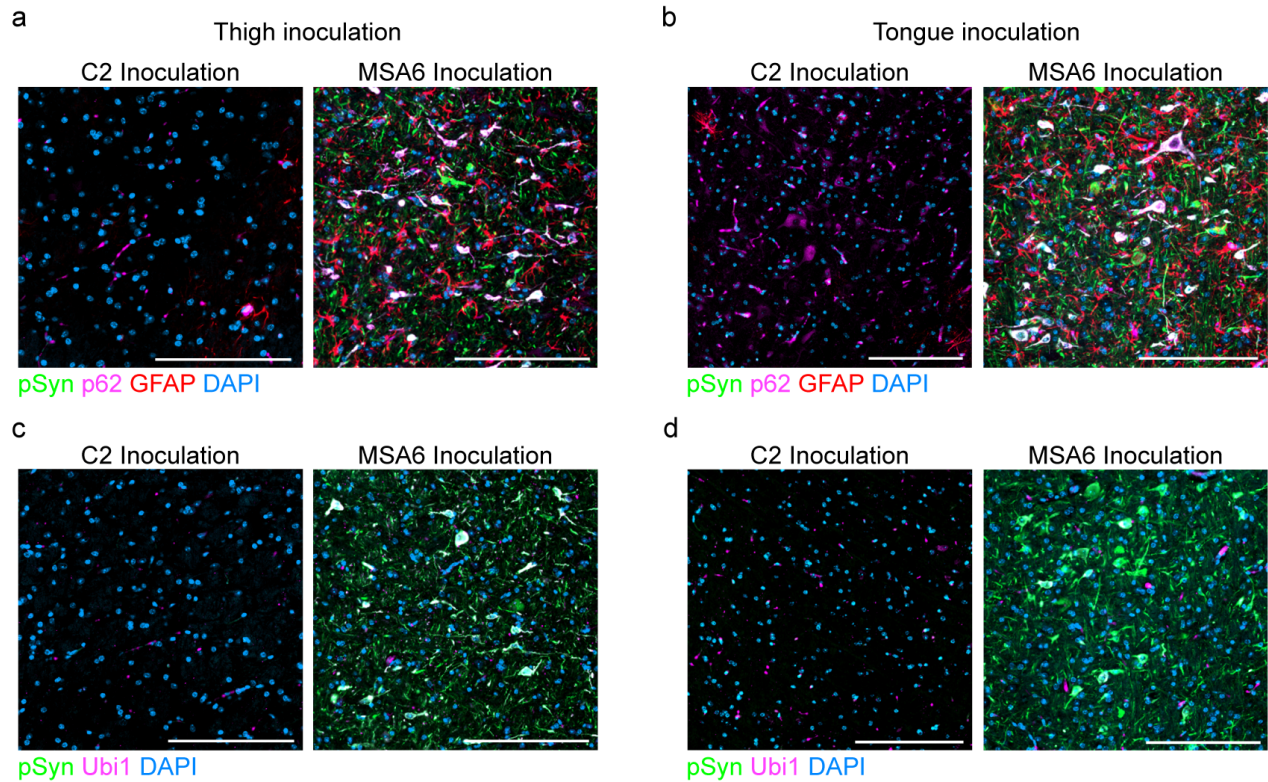 a
Thigh inoculation
C2 Inoculation
MSA6 Inoculation
pSyn p62 GFAP DAPI
b
Tongue inoculation
C2 Inoculation
MSA6 Inoculation
pSyn p62 GFAP DAPI
c
C2 Inoculation
MSA6 Inoculation
pSyn Ubi1 DAPI
d
C2 Inoculation
MSA6 Inoculation
pSyn Ubi1 DAPI